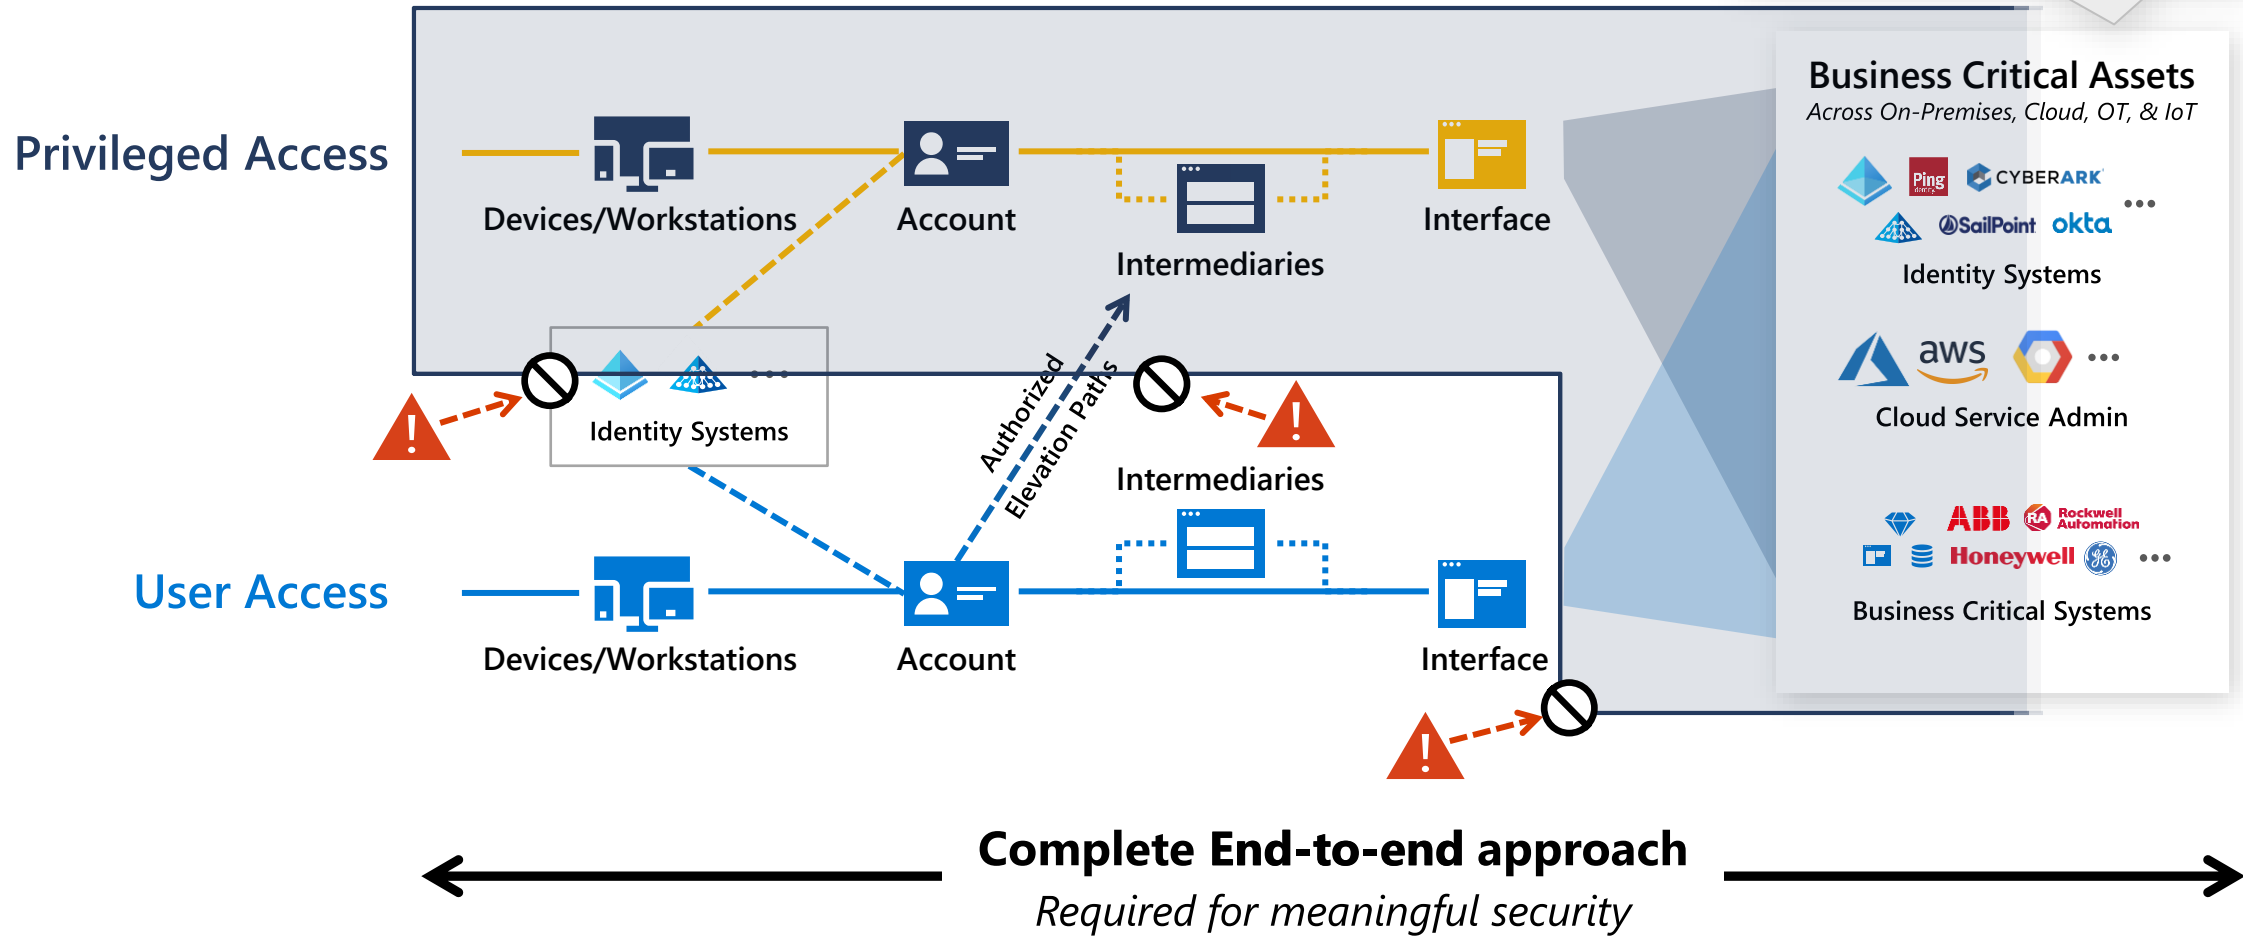 Business Critical Assets
Across On-Premises, Cloud, OT, & IoT
Privileged Access
Devices/Workstations
Account
Intermediaries
Interface
Ping
CYBERARK
SailPoint
okta
Identity Systems
aws
Cloud Service Admin
Identity Systems
Authorized
Elevation Paths
Intermediaries
ABB
RA
Rockwell
Automation
Honeywell
GE
Business Critical Systems
User Access
Devices/Workstations
Account
Interface
Complete End-to-end approach
Required for meaningful security